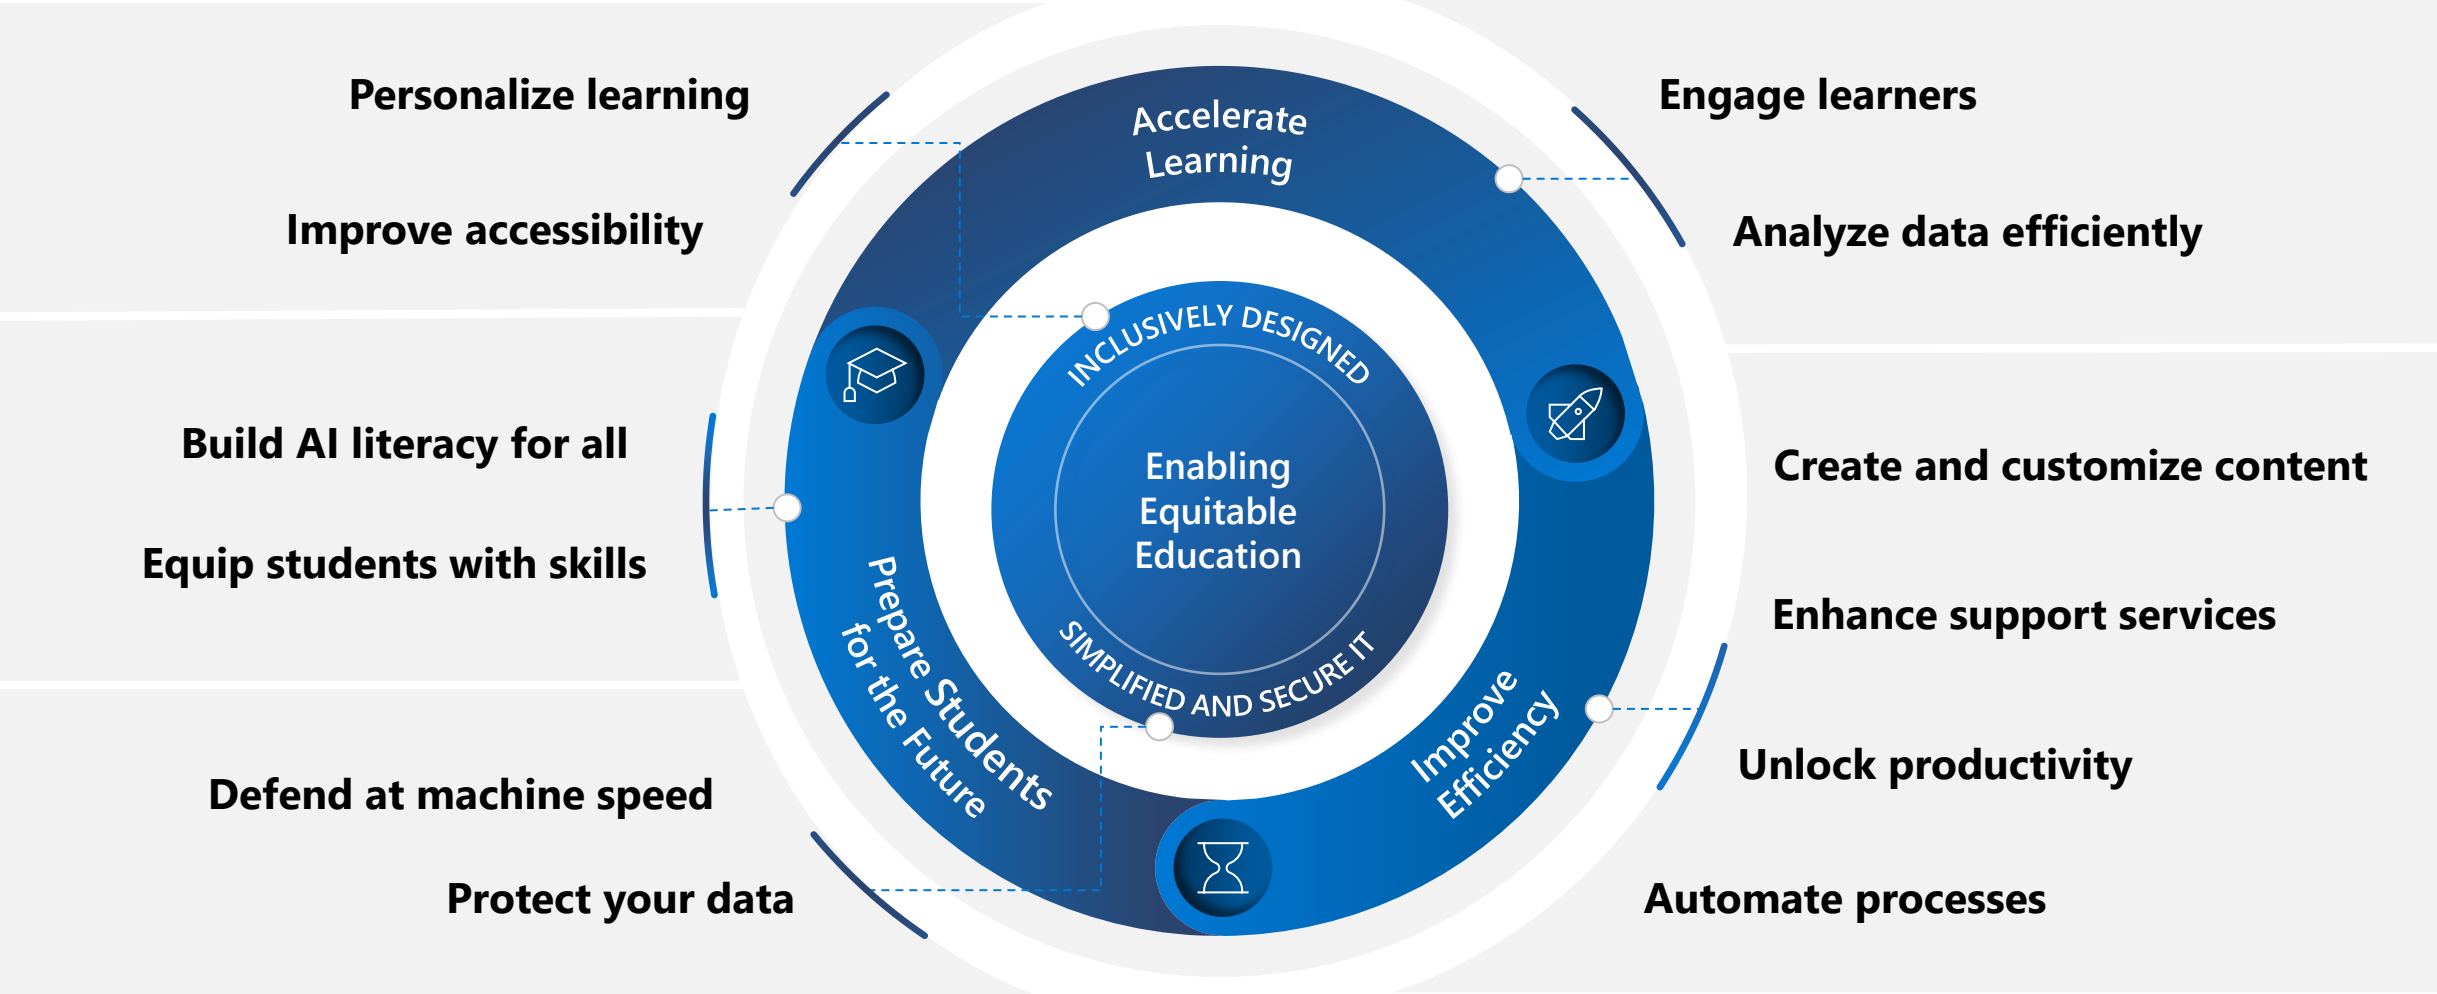 Personalize learning
Improve accessibility
Build AI literacy for all
Equip students with skills
Defend at machine speed
Protect your data
Accelerate
Learning
INCLUSIVELY DESIGNED
Enabling
Equitable
Education
SIMPLIFIED AND SECURE IT
Prepare Students
for the Future
Improve
Efficiency
Engage learners
Analyze data efficiently
Create and customize content
Enhance support services
Unlock productivity
Automate processes